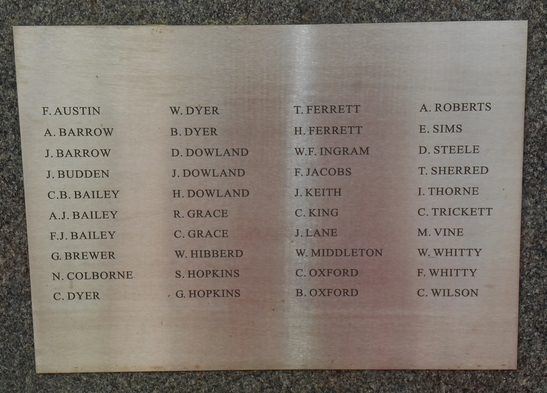 F. AUSTIN
A. BARROW
J. BARROW
J. BUDDEN
C.B. BAILEY
A.J. BAILEY
F.J. BAILEY
G. BREWER
N. COLBORNE
C. DYER
W. DYER
B. DYER
D. DOWLAND
J. DOWLAND
H. DOWLAND
R. GRACE
C. GRACE
W. HIBBERD
S. HOPKINS
G. HOPKINS
T. FERRETT
H. FERRETT
W.F. INGRAM
F. JACOBS
J. KEITH
C. KING
J. LANE
W. MIDDLETON
C. OXFORD
B. OXFORD
A. ROBERTS
E. SIMS
D. STEELE
T. SHERRED
I. THORNE
C. TRICKETT
M. VINE
W. WHITTY
F. WHITTY
C. WILSON